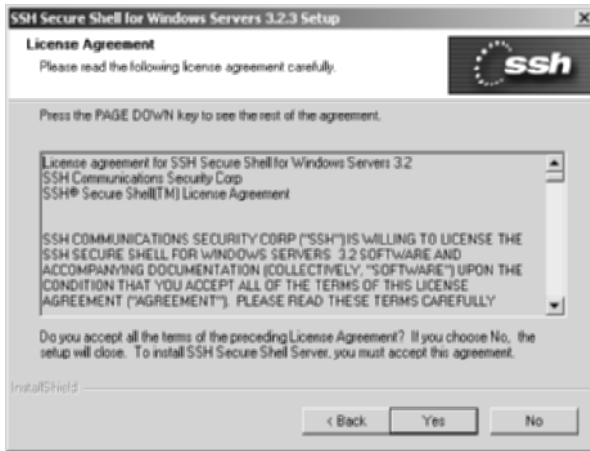 SSH Secure Shell for Windows Servers 3.2.3 Setup
License Agreement
Please read the following license agreement carefully.
ssh
Press the PAGE DOWN key to see the rest of the agreement.
License agreement for SSH Secure Shell for Windows Servers 3.2
SSH Communications Security Corp
SSH® Secure Shell(TM) License Agreement
SSH COMMUNICATIONS SECURITY CORP ("SSH") IS WILLING TO LICENSE THE
SSH SECURE SHELL FOR WINDOWS SERVERS 3.2 SOFTWARE AND
ACCOMPANYING DOCUMENTATION (COLLECTIVELY, "SOFTWARE") UPON THE
CONDITION THAT YOU ACCEPT ALL OF THE TERMS OF THIS LICENSE
AGREEMENT ("AGREEMENT"). PLEASE READ THESE TERMS CAREFULLY
Do you accept all the terms of the preceding License Agreement? If you choose No, the
setup will close. To install SSH Secure Shell Server, you must accept this agreement.
InstallShield
< Back
Yes
No